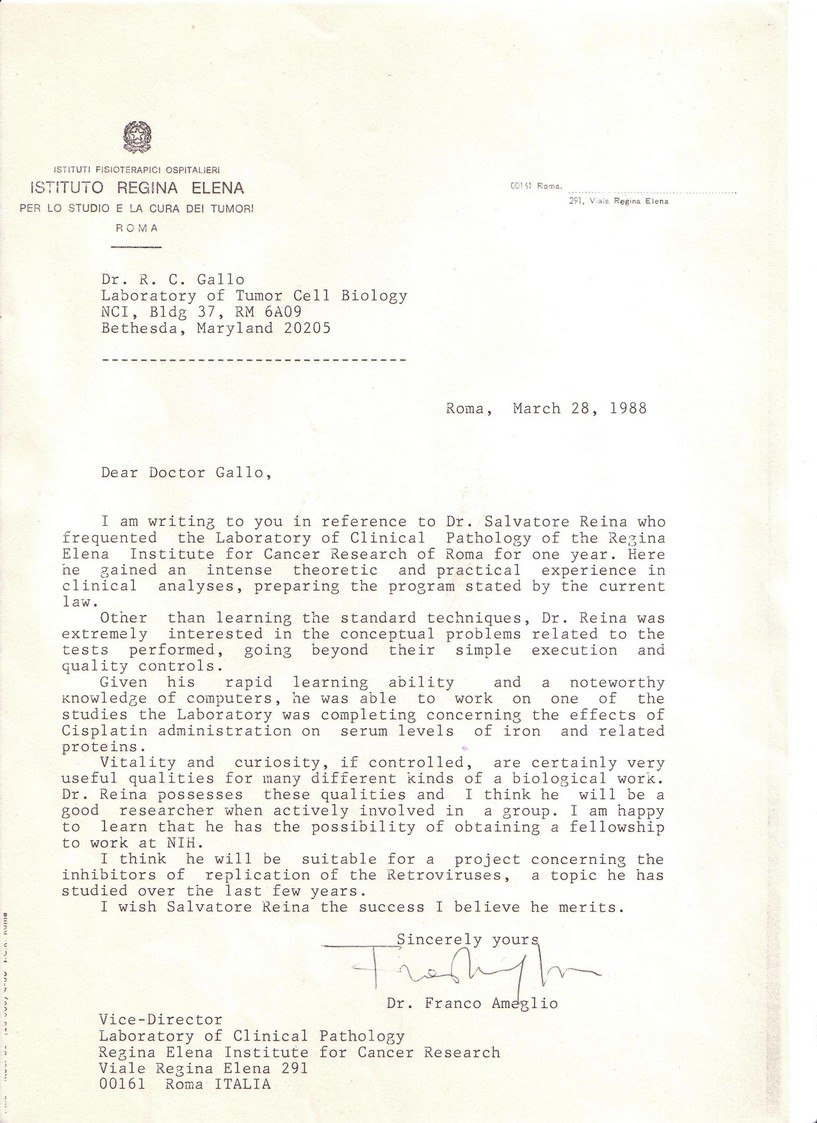 ISTITUTI FISIOTERAPICI OSPITALIERI
ISTITUTO REGINA ELENA
PER LO STUDIO E LA CURA DEI TUMORI
ROMA
00161 Roma,
291, Viale Regina Elena
Dr. R. C. Gallo
Laboratory of Tumor Cell Biology
NCI, Bldg 37, RM 6A09
Bethesda, Maryland 20205
--------------------------------
Roma, March 28, 1988
Dear Doctor Gallo,
I am writing to you in reference to Dr. Salvatore Reina who
frequented the Laboratory of Clinical Pathology of the Regina
Elena Institute for Cancer Research of Roma for one year. Here
he gained an intense theoretic and practical experience in
clinical analyses, preparing the program stated by the current
law.
Other than learning the standard techniques, Dr. Reina was
extremely interested in the conceptual problems related to the
tests performed, going beyond their simple execution and
quality controls.
Given his rapid learning ability and a noteworthy
knowledge of computers, he was able to work on one of the
studies the Laboratory was completing concerning the effects of
Cisplatin administration on serum levels of iron and related
proteins.
Vitality and curiosity, if controlled, are certainly very
useful qualities for many different kinds of a biological work.
Dr. Reina possesses these qualities and I think he will be a
good researcher when actively involved in a group. I am happy
to learn that he has the possibility of obtaining a fellowship
to work at NIH.
I think he will be suitable for a project concerning the
inhibitors of replication of the Retroviruses, a topic he has
studied over the last few years.
I wish Salvatore Reina the success I believe he merits.
Sincerely yours
Dr. Franco Ameglio
Vice-Director
Laboratory of Clinical Pathology
Regina Elena Institute for Cancer Research
Viale Regina Elena 291
00161 Roma ITALIA